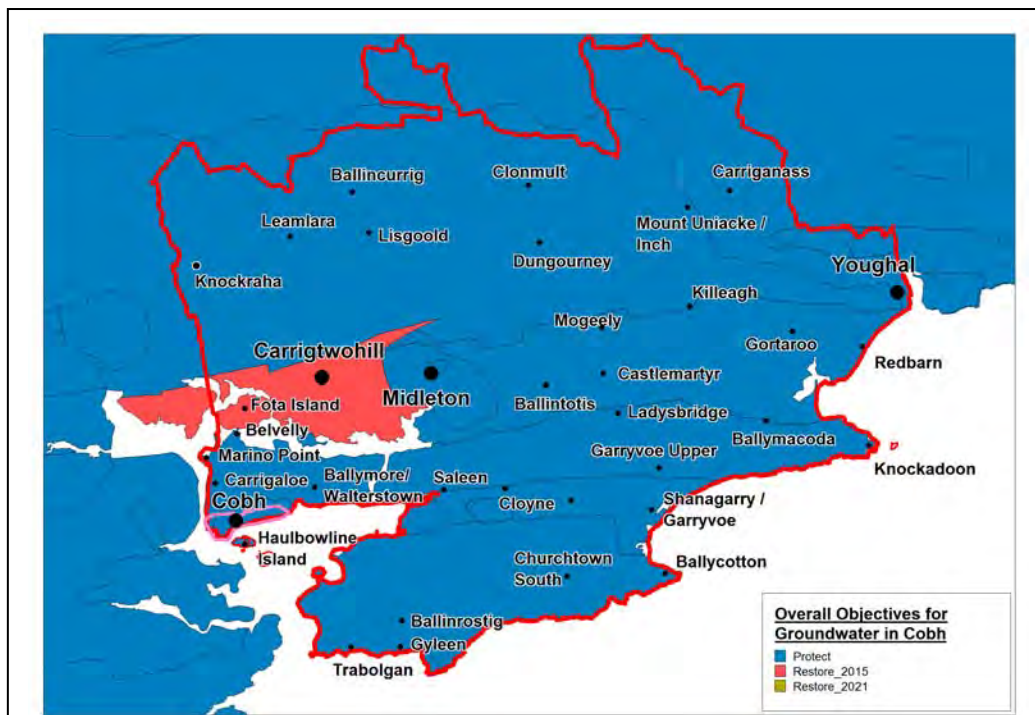 Ballincurrig
Clonmult
Carriganass
Leamlara
Lisgoold
Mount Uniacke /
Inch
Dungourney
Knockraha
Youghal
Killeagh
Mogeely
Gortaroo
Redbarn
Carrigtwohill
Midleton
Castlemartyr
Ballintotis
Ladysbridge
Fota Island
Belvelly
Ballymacoda
Marino Point
Garryvoe Upper
Knockadoon
Carrigaloe
Ballymore/
Walterstown
Saleen
Cloyne
Shanagarry /
Garryvoe
Cobh
Haulbowline
Island
Churchtown
South
Ballycotton
Ballinrostig
Gyleen
Trabolgan
Overall Objectives for
Groundwater in Cobh
Protect
Restore_2015
Restore_2021